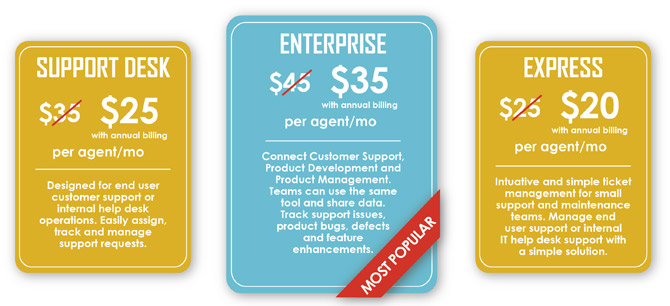 SUPPORT DESK
$35 $25
with annual billing
per agent/mo
Designed for end user
customer support or
internal help desk
operations. Easily assign,
track and manage
support requests.
ENTERPRISE
$45 $35
with annual billing
per agent/mo
Connect Customer Support,
Product Development and
Product Management.
Teams can use the same
tool and share data.
Track support issues,
product bugs, defects
and feature
enhancements.
MOST POPULAR
EXPRESS
$25 $20
with annual billing
per agent/mo
Intuative and simple ticket
management for small
support and maintenance
teams. Manage end
user support or internal
IT help desk support with
a simple solution.